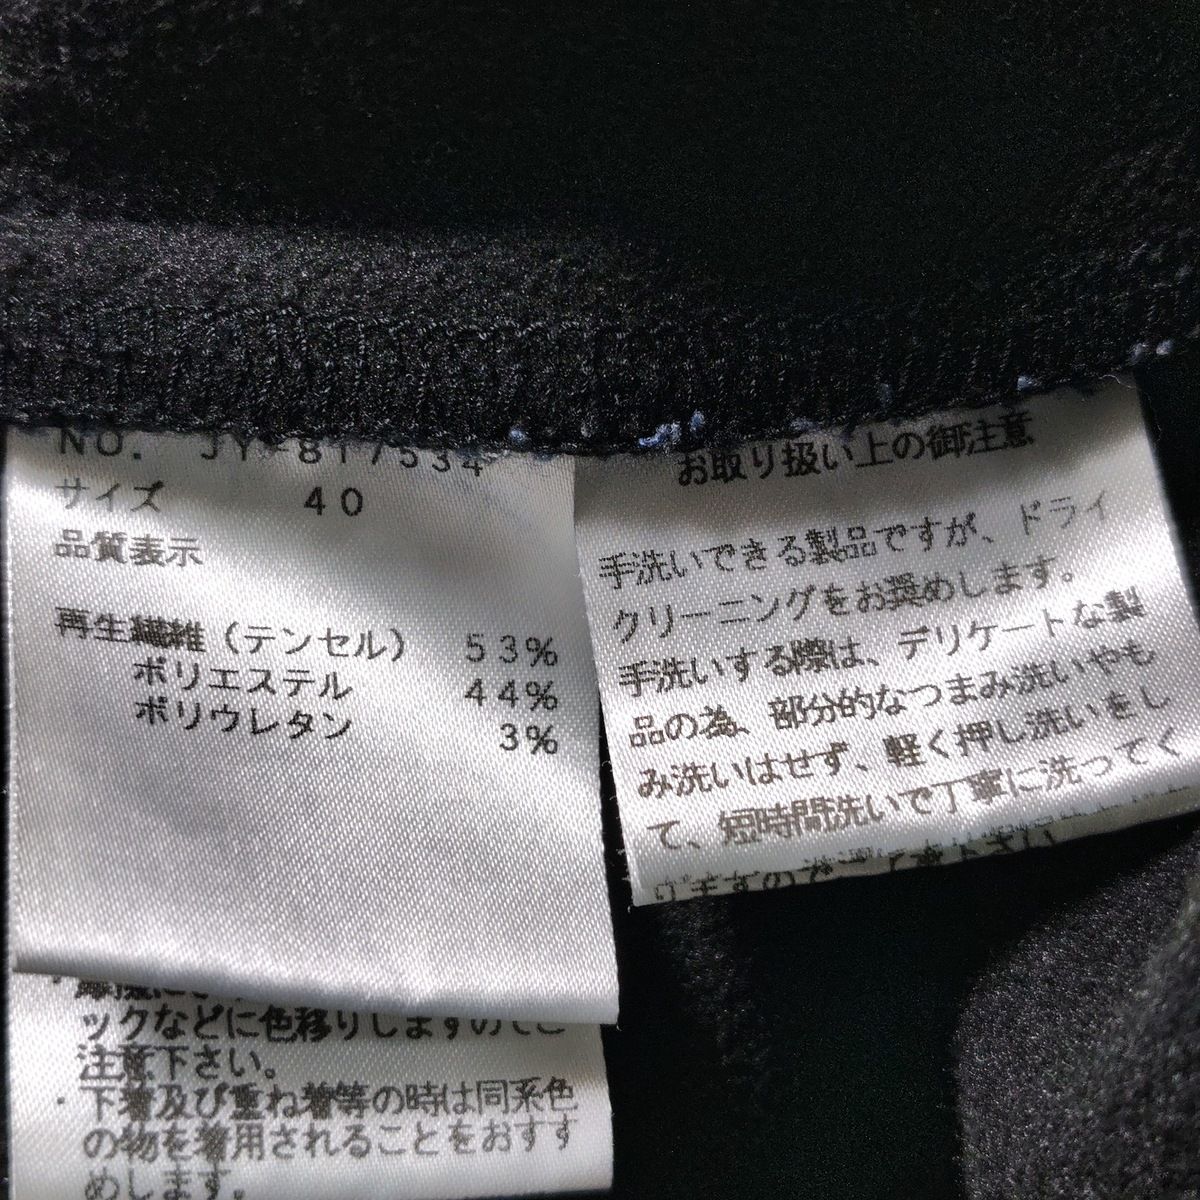 NO. JY-817534
サイズ 40
品質表示
再生繊維(テンセル) 53%
ポリエステル 44%
ポリウレタン 3%
お取り扱い上の御注意
手洗いできる製品ですが、ドライ
クリーニングをお奨めします。
手洗いする際は、デリケートな製
品の為、部分的なつまみ洗いやも
み洗いはせず、軽く押し洗いをし
て、短時間洗いで丁寧に洗ってく
ックなどに色移りしますのでご
注意下さい。
・下着及び重ね着等の時は同系色
の物を着用されることをおすす
めします。